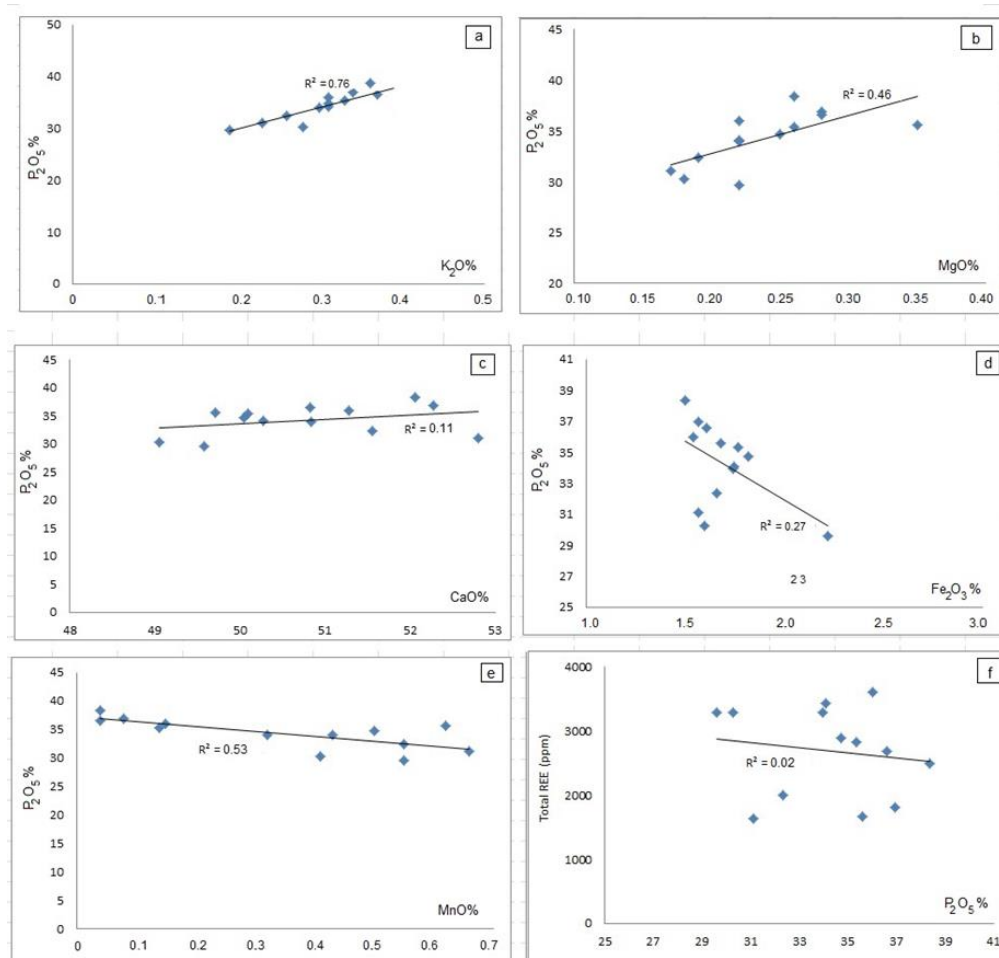 a
50
40
30
20
10
0
P₂O₅ %
R² = 0.76
K₂O%
0 0.1 0.2 0.3 0.4 0.5
b
45
40
35
30
25
20
P₂O₅ %
R² = 0.46
MgO%
0.10 0.20 0.25 0.30 0.35 0.40
c
45
40
35
30
25
20
15
10
5
0
P₂O₅ %
R² = 0.11
CaO%
48 49 50 51 52 53
d
41
39
37
35
33
31
29
27
25
P₂O₅ %
R² = 0.27
2 3
Fe₂O₃ %
1.0 1.5 2.0 2.5 3.0
e
45
40
35
30
25
20
15
10
5
0
P₂O₅ %
R² = 0.53
MnO%
0 0.1 0.2 0.3 0.4 0.5 0.6 0.7
f
4000
3000
2000
1000
0
Total REE (ppm)
R² = 0.02
P₂O₅ %
25 27 29 31 33 35 37 39 41